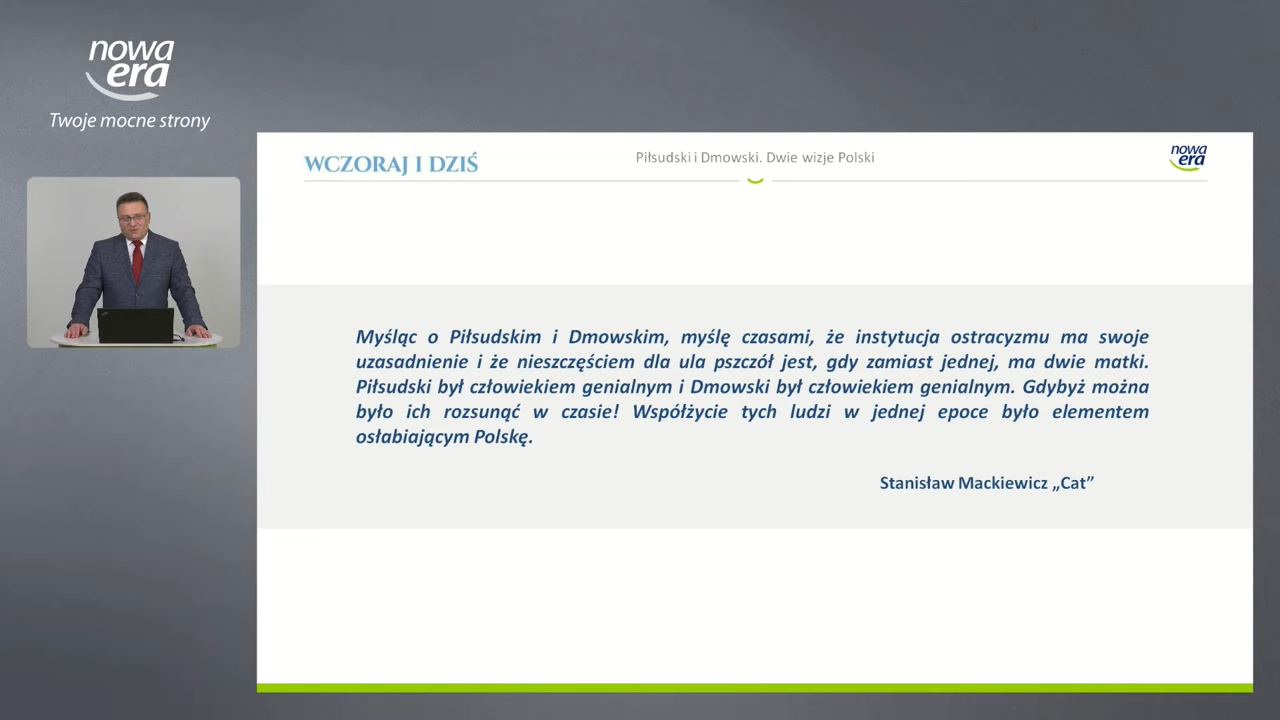 nowa
era
Twoje mocne strony
WCZORAJ I DZIŚ
Piłsudski i Dmowski. Dwie wizje Polski
nowa
era
Myśląc o Piłsudskim i Dmowskim, myślę czasami, że instytucja ostracyzmu ma swoje
uzasadnienie i że nieszczęściem dla ula pszczół jest, gdy zamiast jednej, ma dwie matki.
Piłsudski był człowiekiem genialnym i Dmowski był człowiekiem genialnym. Gdybyż można
było ich rozsunąć w czasie! Współżycie tych ludzi w jednej epoce było elementem
osłabiającym Polskę.
Stanisław Mackiewicz „Cat”